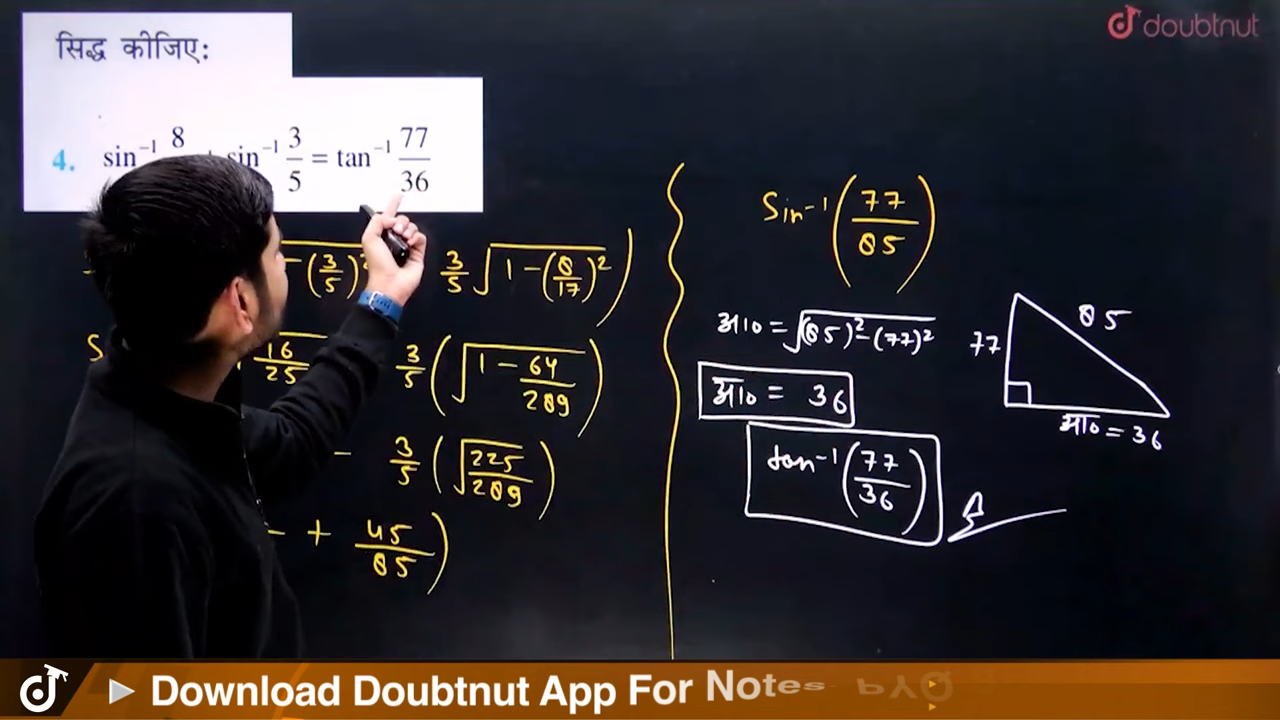 doubtnut
सिद्ध कीजिए:
4. sin⁻¹ 8 sin⁻¹ 3/5 = tan⁻¹ 77/36
(3/5)² 3/5 √(1-(8/17)²))
S 16/25 3/5 (√(1-64/289))
- 3/5 (√(225/289))
- + 45/85)
Sin⁻¹ (77/85)
आ० = √((85)²-(77)²)
आ० = 36
tan⁻¹ (77/36)
77
85
आ० = 36
Download Doubtnut App For Notes